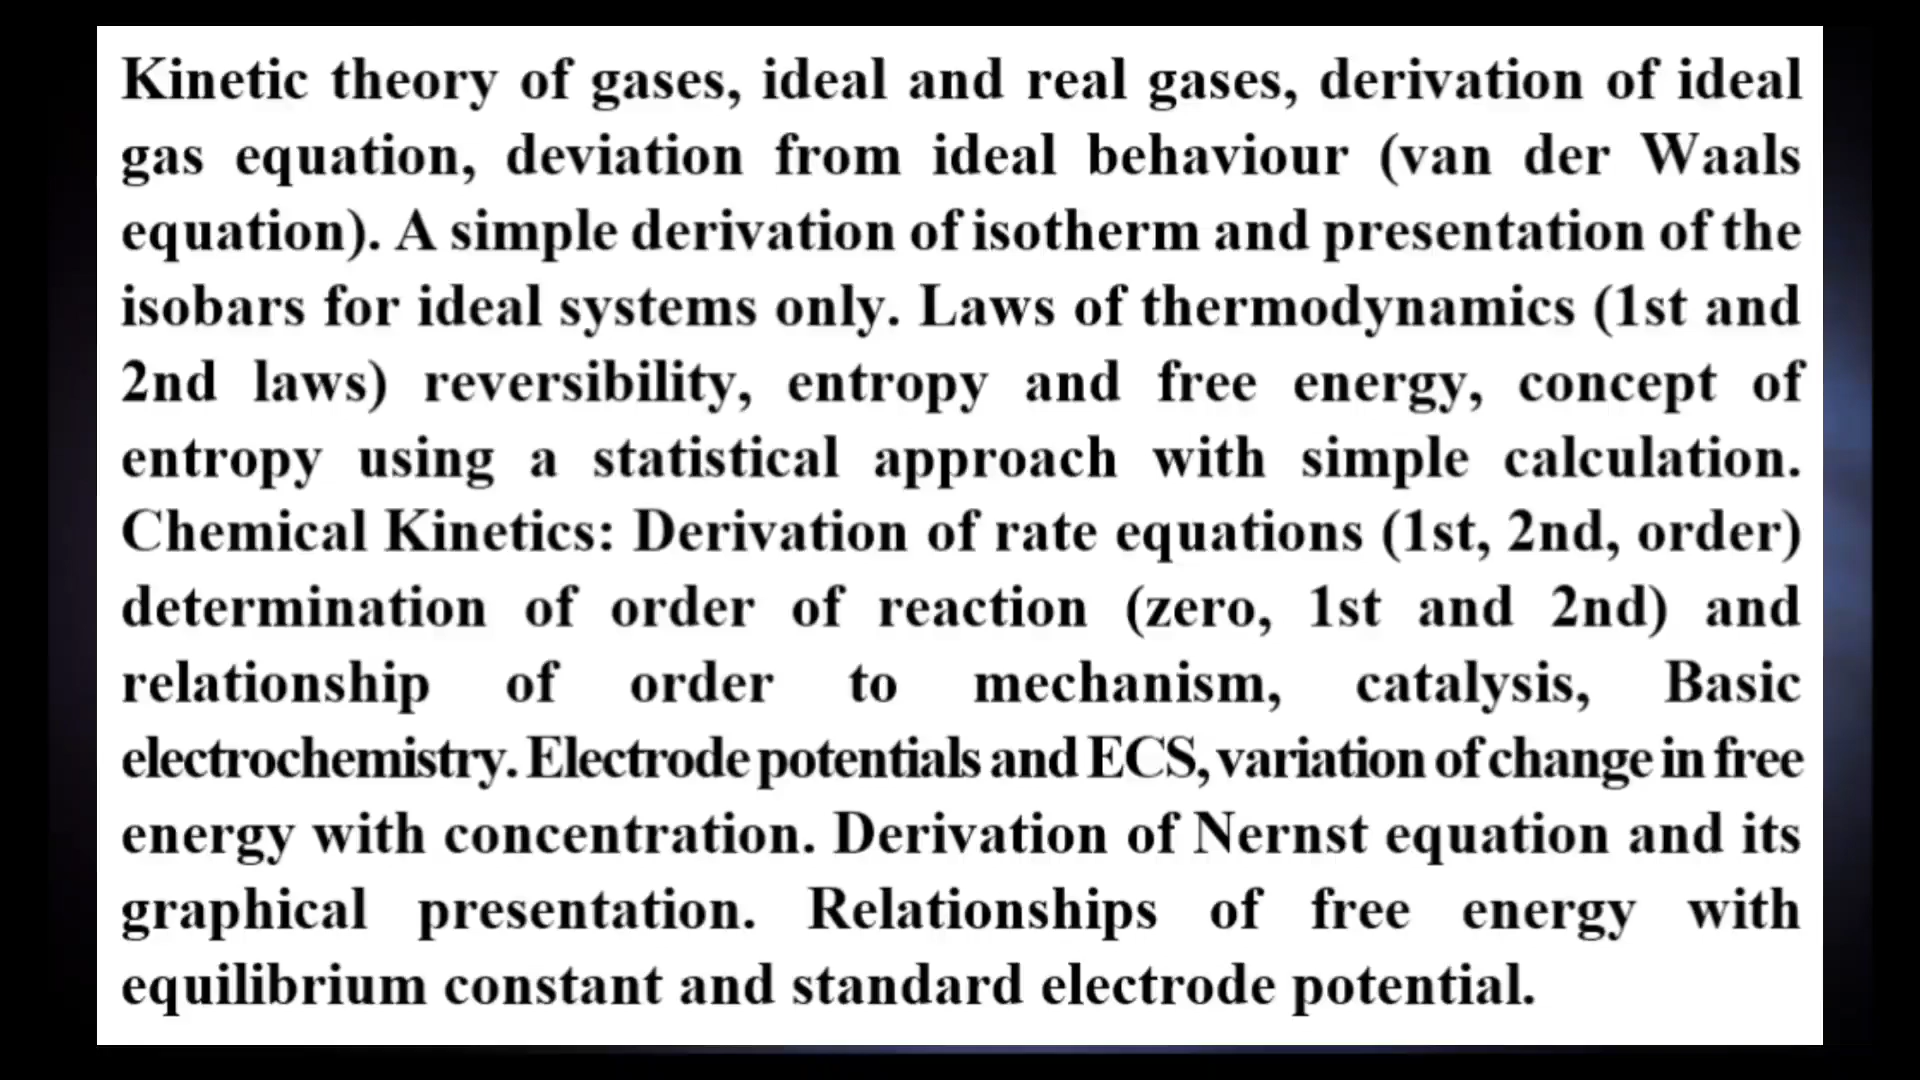 Kinetic theory of gases, ideal and real gases, derivation of ideal
gas equation, deviation from ideal behaviour (van der Waals
equation). A simple derivation of isotherm and presentation of the
isobars for ideal systems only. Laws of thermodynamics (1st and
2nd laws) reversibility, entropy and free energy, concept of
entropy using a statistical approach with simple calculation.
Chemical Kinetics: Derivation of rate equations (1st, 2nd, order)
determination of order of reaction (zero, 1st and 2nd) and
relationship of order to mechanism, catalysis, Basic
electrochemistry. Electrode potentials and ECS, variation of change in free
energy with concentration. Derivation of Nernst equation and its
graphical presentation. Relationships of free energy with
equilibrium constant and standard electrode potential.